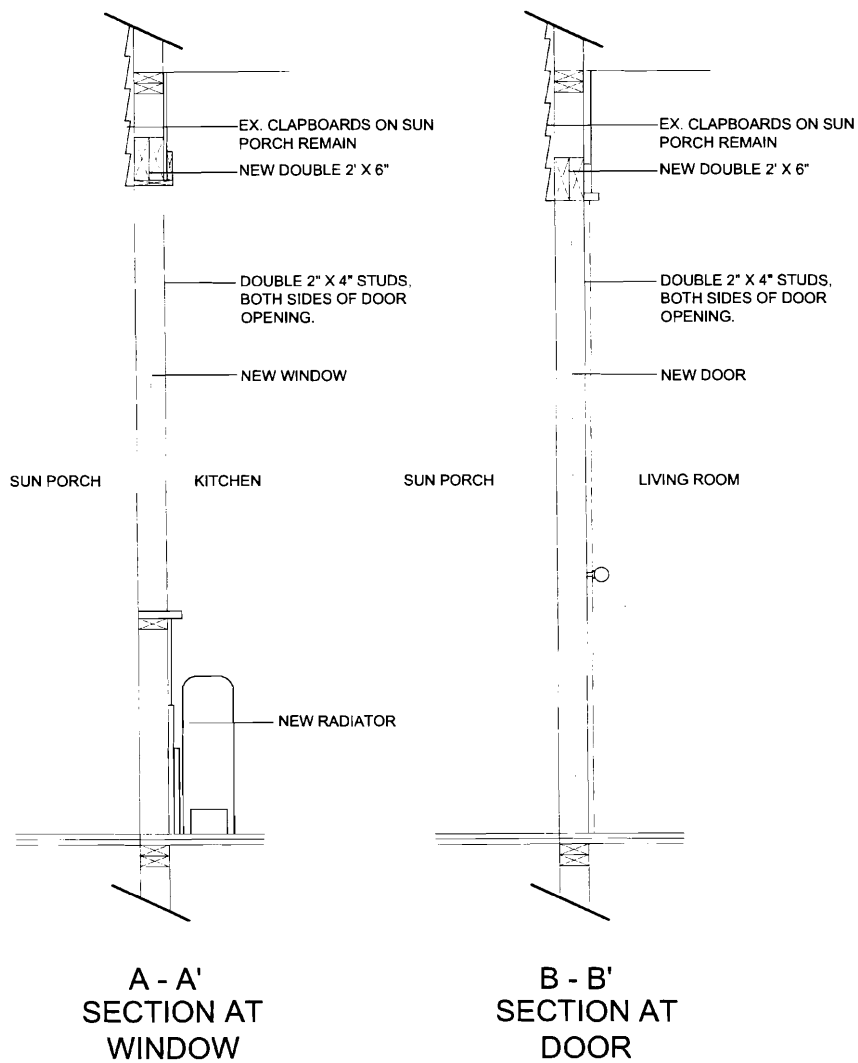 EX. CLAPBOARDS ON SUN
PORCH REMAIN
NEW DOUBLE 2' X 6"
DOUBLE 2" X 4" STUDS,
BOTH SIDES OF DOOR
OPENING.
NEW WINDOW
SUN PORCH
KITCHEN
NEW RADIATOR
A - A'
SECTION AT
WINDOW
EX. CLAPBOARDS ON SUN
PORCH REMAIN
NEW DOUBLE 2' X 6"
DOUBLE 2" X 4" STUDS,
BOTH SIDES OF DOOR
OPENING.
NEW DOOR
SUN PORCH
LIVING ROOM
B - B'
SECTION AT
DOOR